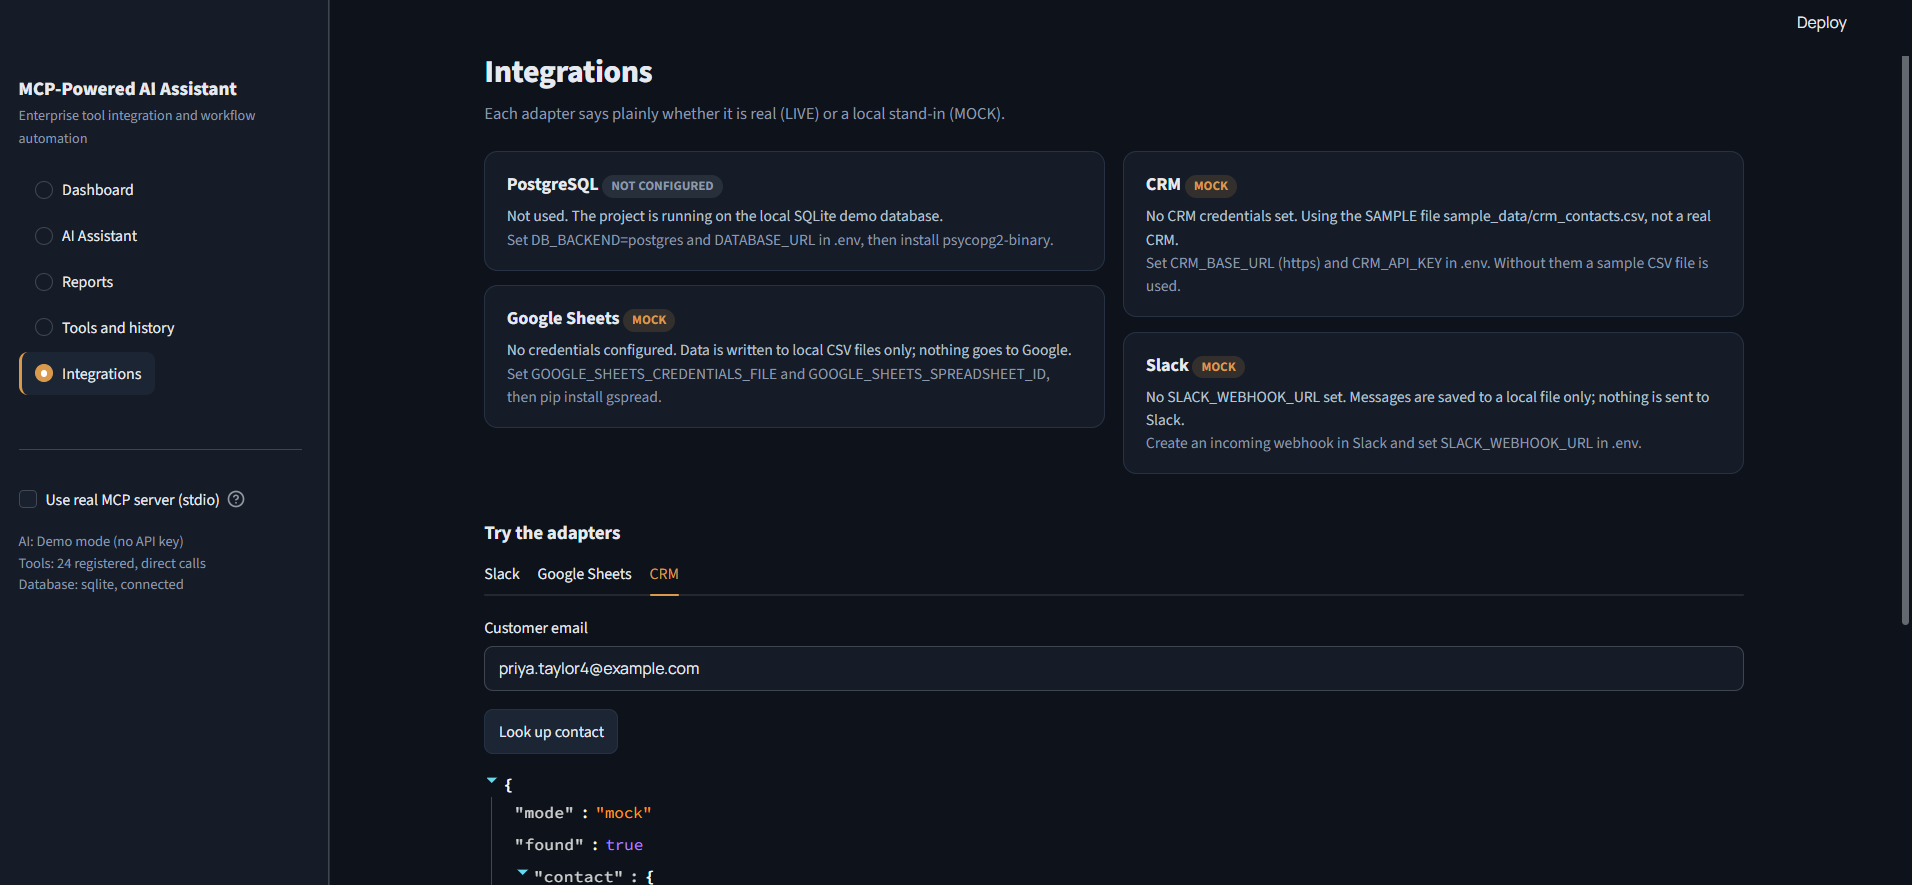 Deploy
MCP-Powered AI Assistant
Enterprise tool integration and workflow
automation
Dashboard
AI Assistant
Reports
Tools and history
Integrations
Use real MCP server (stdio)
AI: Demo mode (no API key)
Tools: 24 registered, direct calls
Database: sqlite, connected
Integrations
Each adapter says plainly whether it is real (LIVE) or a local stand-in (MOCK).
PostgreSQL NOT CONFIGURED
Not used. The project is running on the local SQLite demo database.
Set DB_BACKEND=postgres and DATABASE_URL in .env, then install psycopg2-binary.
Google Sheets MOCK
No credentials configured. Data is written to local CSV files only; nothing goes to Google.
Set GOOGLE_SHEETS_CREDENTIALS_FILE and GOOGLE_SHEETS_SPREADSHEET_ID,
then pip install gspread.
CRM MOCK
No CRM credentials set. Using the SAMPLE file sample_data/crm_contacts.csv, not a real
CRM.
Set CRM_BASE_URL (https) and CRM_API_KEY in .env. Without them a sample CSV file is
used.
Slack MOCK
No SLACK_WEBHOOK_URL set. Messages are saved to a local file only; nothing is sent to
Slack.
Create an incoming webhook in Slack and set SLACK_WEBHOOK_URL in .env.
Try the adapters
Slack Google Sheets CRM
Customer email
priya.taylor4@example.com
Look up contact
{
"mode" : "mock"
"found" : true
"contact" : {